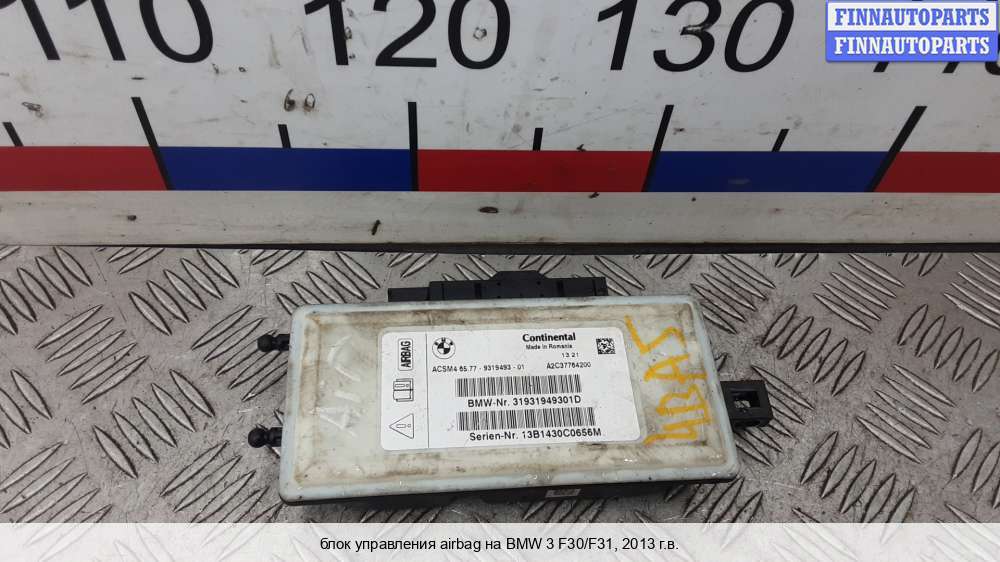 FINNAUTOPARTS
FINNAUTOPARTS
110 120 130
Continental
Made in Romania
13 21
AIRBAG
ACSM4 65.77 - 9319493 - 01 A2C37764200
BMW-Nr. 31931949301D
Serien-Nr. 13B1430C0656M
блок управления airbag на BMW 3 F30/F31, 2013 г.в.